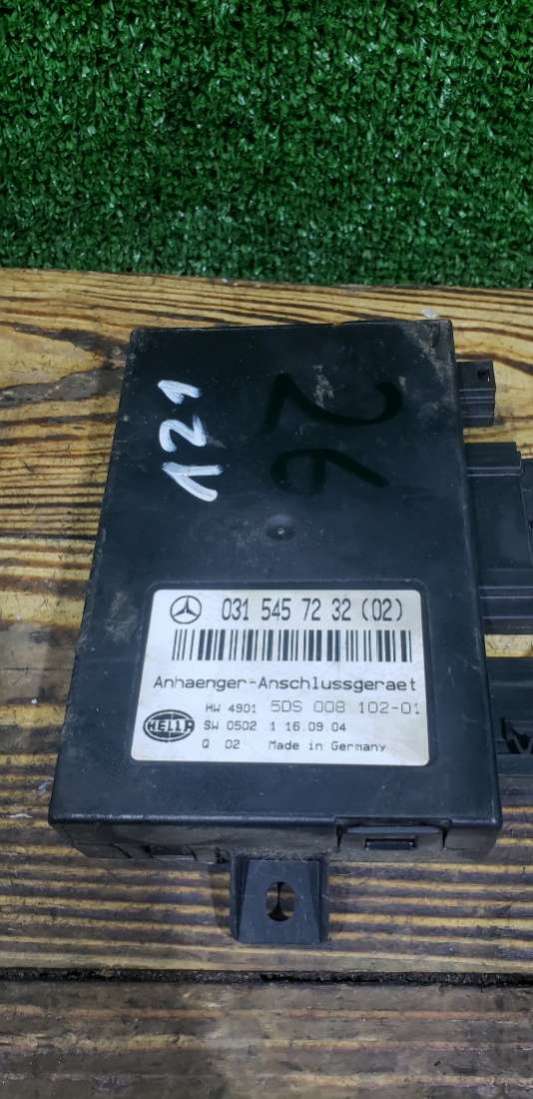 121
26
031 545 72 32 (02)
Anhaenger-Anschlussgeraet
HW 4901 5DS 008 102-01
HELLA SW 0502 1 16.09 04
Q 02 Made in Germany